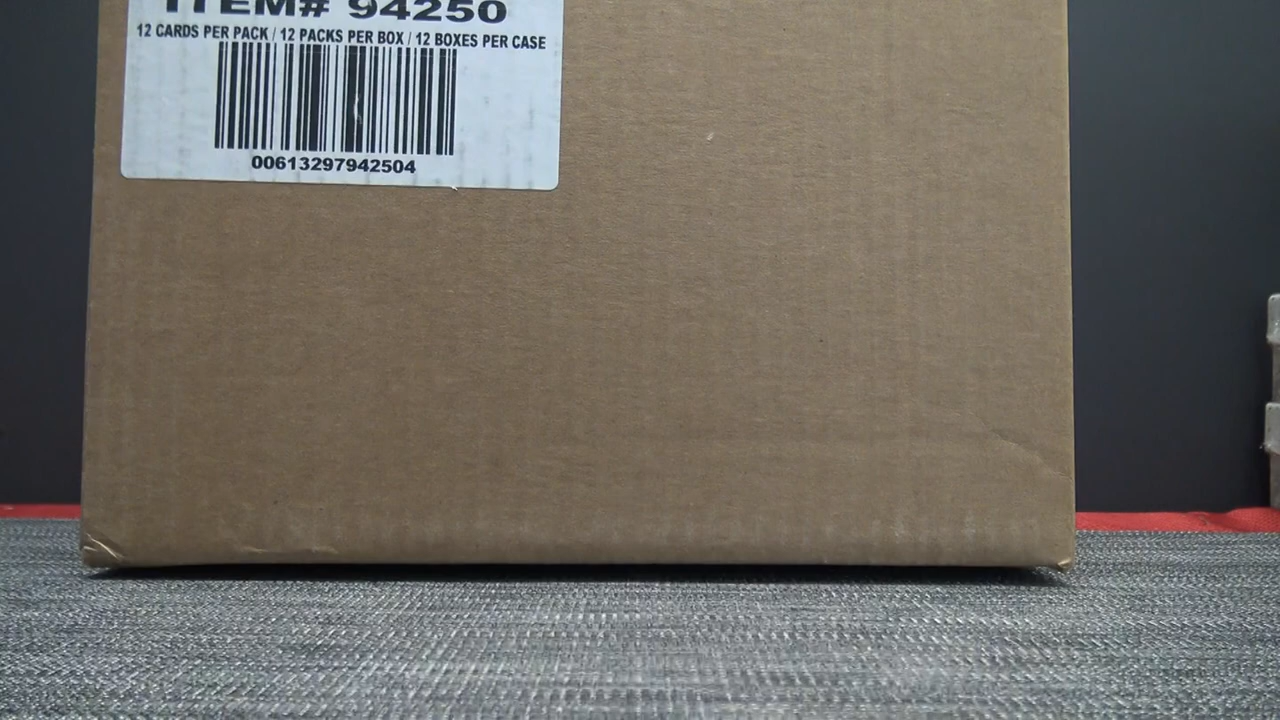 ITEM# 94250
12 CARDS PER PACK / 12 PACKS PER BOX / 12 BOXES PER CASE
00613297942504